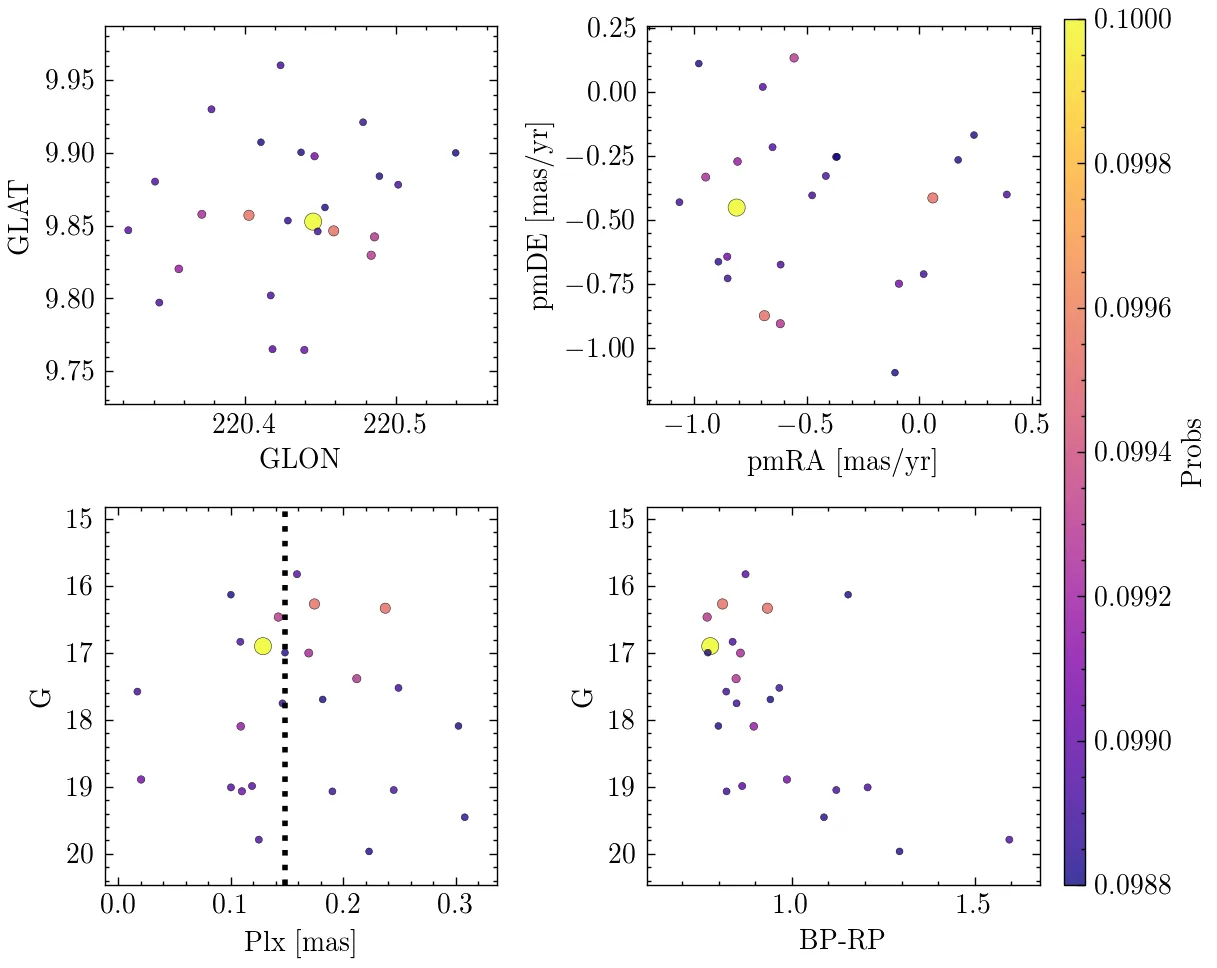 9.95
9.90
9.85
9.80
9.75
GLAT
220.4 220.5
GLON
0.25
0.00
−0.25
−0.50
−0.75
−1.00
pmDE [mas/yr]
−1.0 −0.5 0.0 0.5
pmRA [mas/yr]
15
16
17
18
19
20
G
0.0 0.1 0.2 0.3
Plx [mas]
15
16
17
18
19
20
G
1.0 1.5
BP-RP
0.1000
0.0998
0.0996
0.0994
0.0992
0.0990
0.0988
Probs